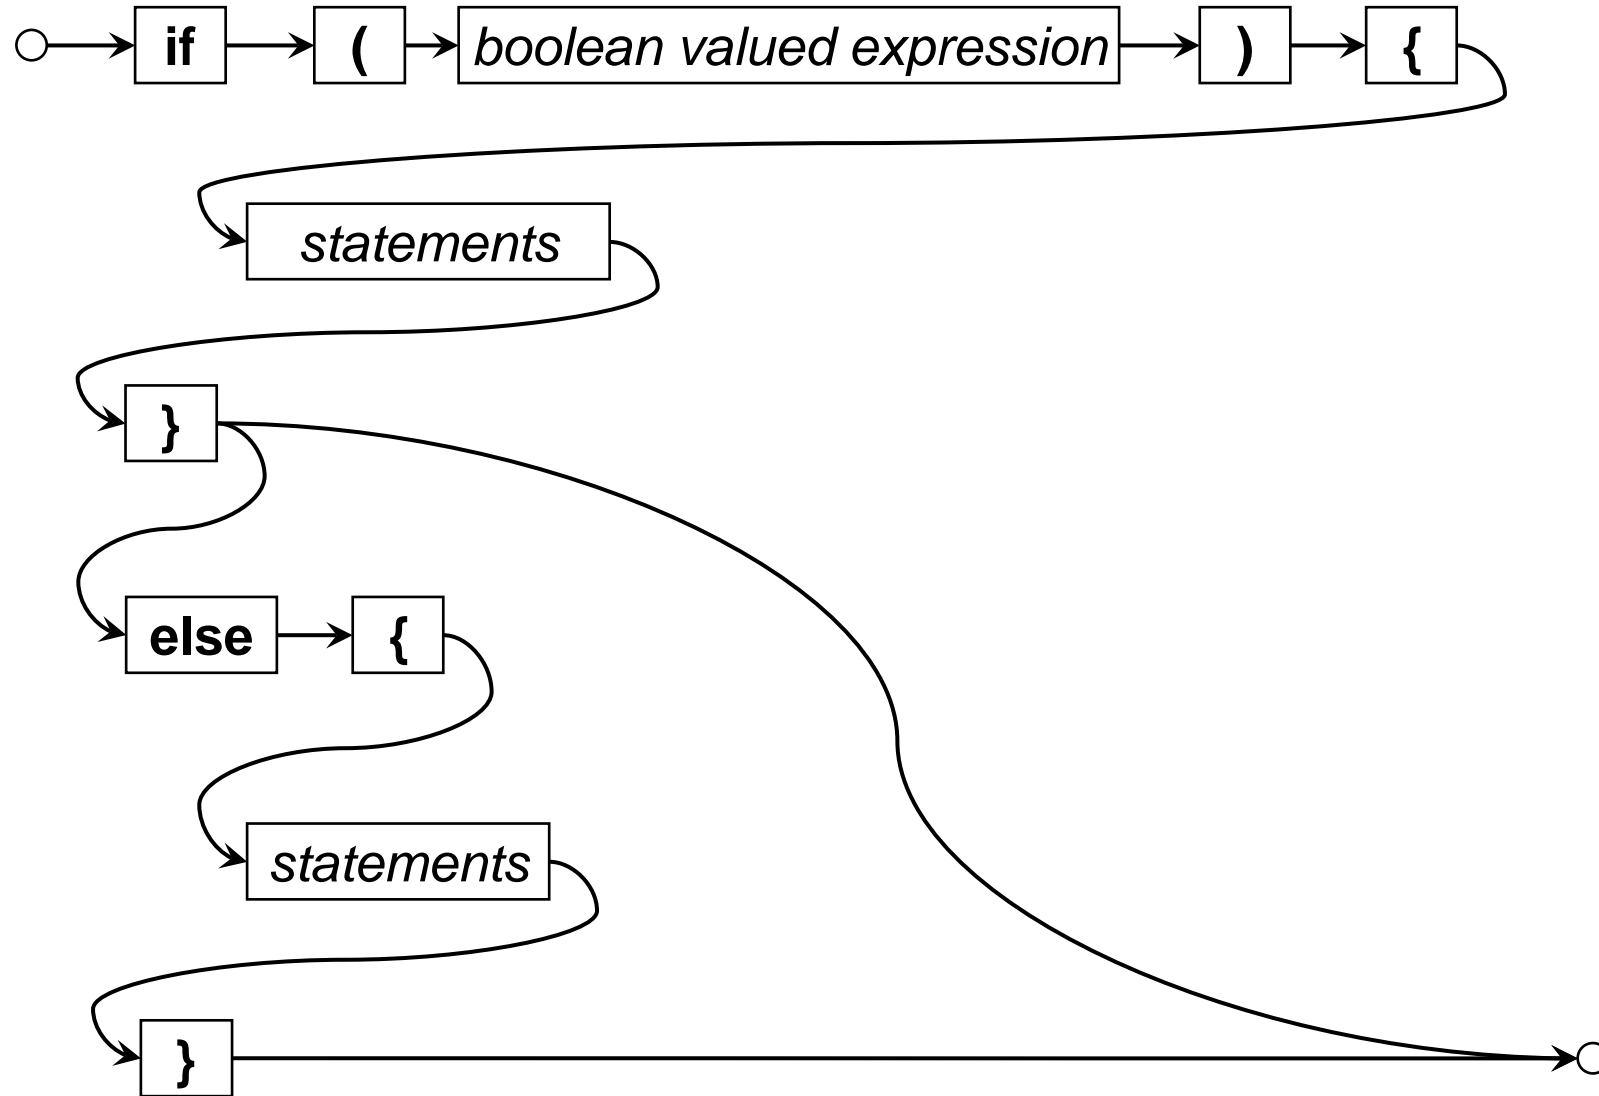 if ( boolean valued expression ) {
statements
}
else {
statements
}